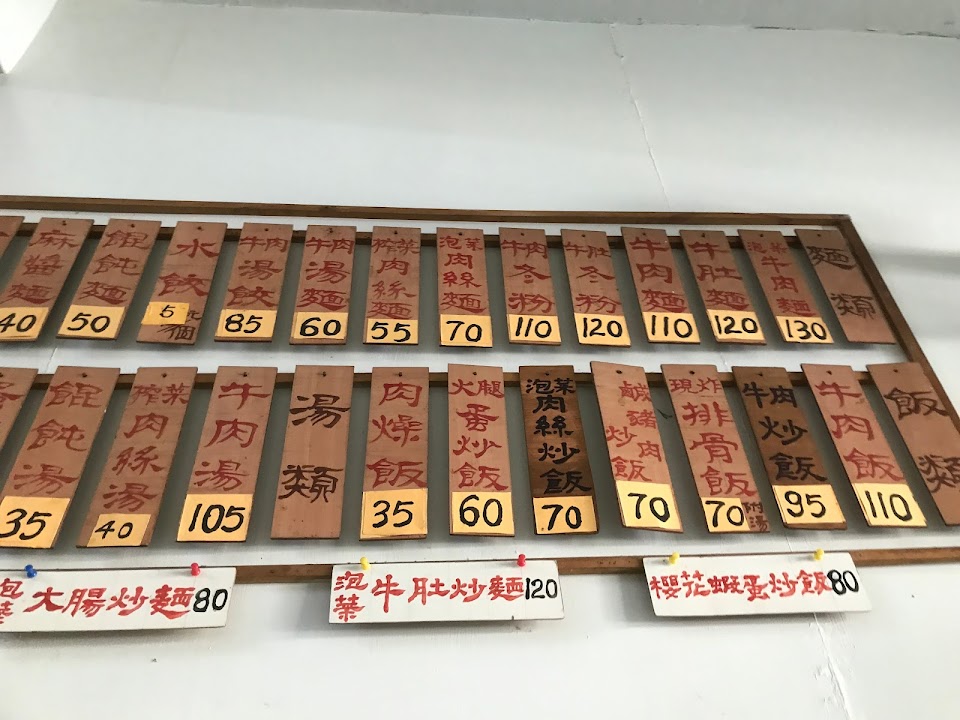 麵類
泡菜牛肉麵 130
牛肚麵 120
牛肉麵 110
牛肚冬粉 120
牛肉冬粉 110
泡菜肉絲麵 70
榨菜肉絲麵 55
牛肉湯麵 60
牛肉湯餃 85
水餃 5 個
餛飩麵 50
麻醬麵 40
飯類
牛肉飯 110
牛肉炒飯 95
現炸排骨飯 70 附湯
鹹豬肉炒飯 70
泡菜肉絲炒飯 70
火腿蛋炒飯 60
肉燥飯 35
湯類
牛肉湯 105
榨菜肉絲湯 40
餛飩湯 35
櫻花蝦蛋炒飯80
泡菜牛肚炒麵120
泡菜大腸炒麵80